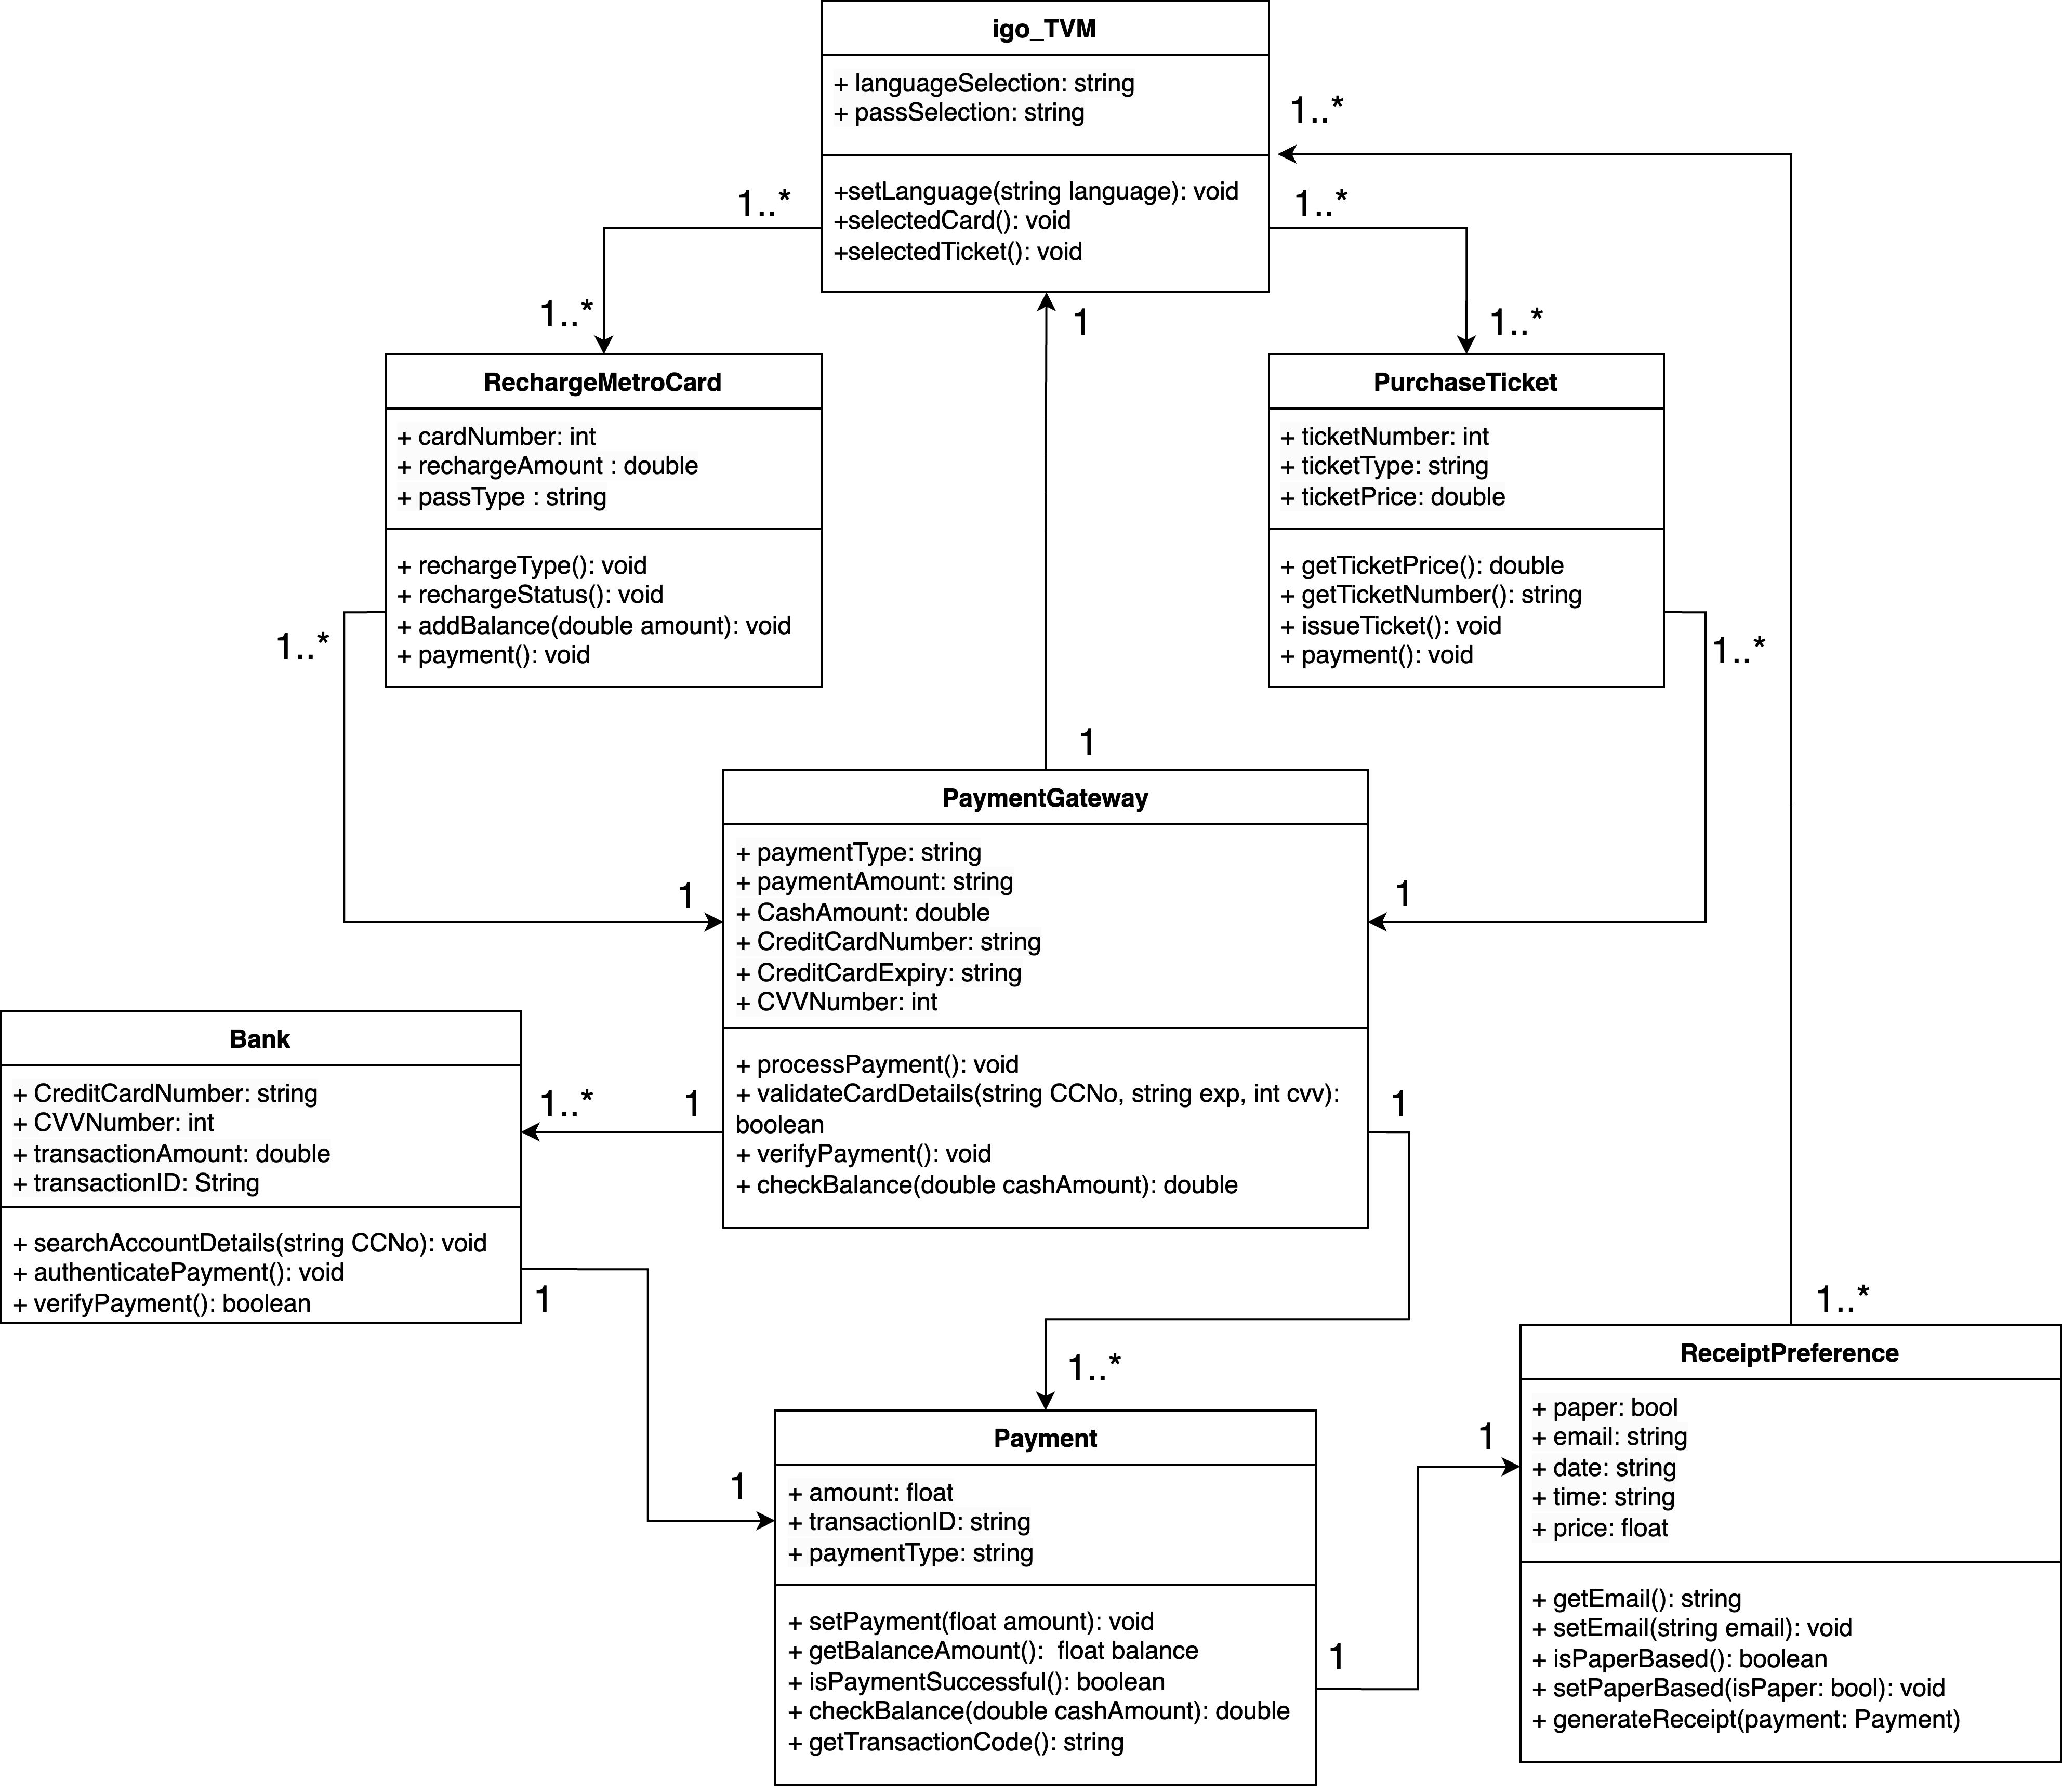 igo_TVM
+ languageSelection: string
+ passSelection: string
+setLanguage(string language): void
+selectedCard(): void
+selectedTicket(): void
1..*
1..*
1..*
1..*
1..*
1
RechargeMetroCard
+ cardNumber: int
+ rechargeAmount : double
+ passType : string
+ rechargeType(): void
+ rechargeStatus(): void
+ addBalance(double amount): void
+ payment(): void
1..*
PurchaseTicket
+ ticketNumber: int
+ ticketType: string
+ ticketPrice: double
+ getTicketPrice(): double
+ getTicketNumber(): string
+ issueTicket(): void
+ payment(): void
1..*
1
1
1
PaymentGateway
+ paymentType: string
+ paymentAmount: string
+ CashAmount: double
+ CreditCardNumber: string
+ CreditCardExpiry: string
+ CVVNumber: int
+ processPayment(): void
+ validateCardDetails(string CCNo, string exp, int cvv):
boolean
+ verifyPayment(): void
+ checkBalance(double cashAmount): double
1..*
1
1
Bank
+ CreditCardNumber: string
+ CVVNumber: int
+ transactionAmount: double
+ transactionID: String
+ searchAccountDetails(string CCNo): void
+ authenticatePayment(): void
+ verifyPayment(): boolean
1
1..*
1..*
1
Payment
+ amount: float
+ transactionID: string
+ paymentType: string
+ setPayment(float amount): void
+ getBalanceAmount():  float balance
+ isPaymentSuccessful(): boolean
+ checkBalance(double cashAmount): double
+ getTransactionCode(): string
1
1
ReceiptPreference
+ paper: bool
+ email: string
+ date: string
+ time: string
+ price: float
+ getEmail(): string
+ setEmail(string email): void
+ isPaperBased(): boolean
+ setPaperBased(isPaper: bool): void
+ generateReceipt(payment: Payment)